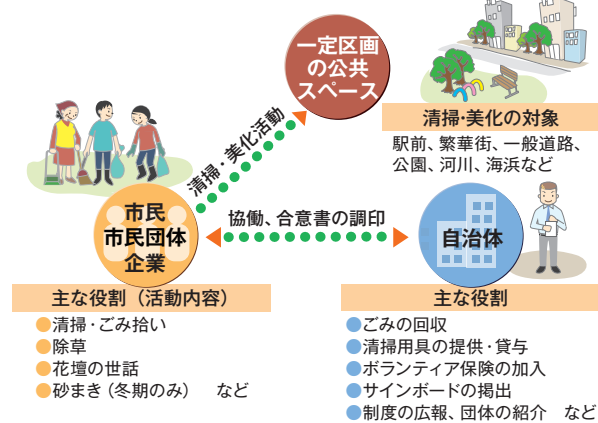 一定区画
の公共
スペース
清掃・美化の対象
駅前、繁華街、一般道路、
公園、河川、海浜など
清掃・美化活動
市民
市民団体
企業
協働、合意書の調印
自治体
主な役割（活動内容）
●清掃・ごみ拾い
●除草
●花壇の世話
●砂まき（冬期のみ）　など
主な役割
●ごみの回収
●清掃用具の提供・貸与
●ボランティア保険の加入
●サインボードの掲出
●制度の広報、団体の紹介　など